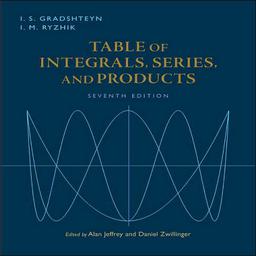 I. S. GRADSHTEYN
I. M. RYZHIK
TABLE OF
INTEGRALS, SERIES,
AND PRODUCTS
SEVENTH EDITION
Edited by Alan Jeffrey and Daniel Zwillinger